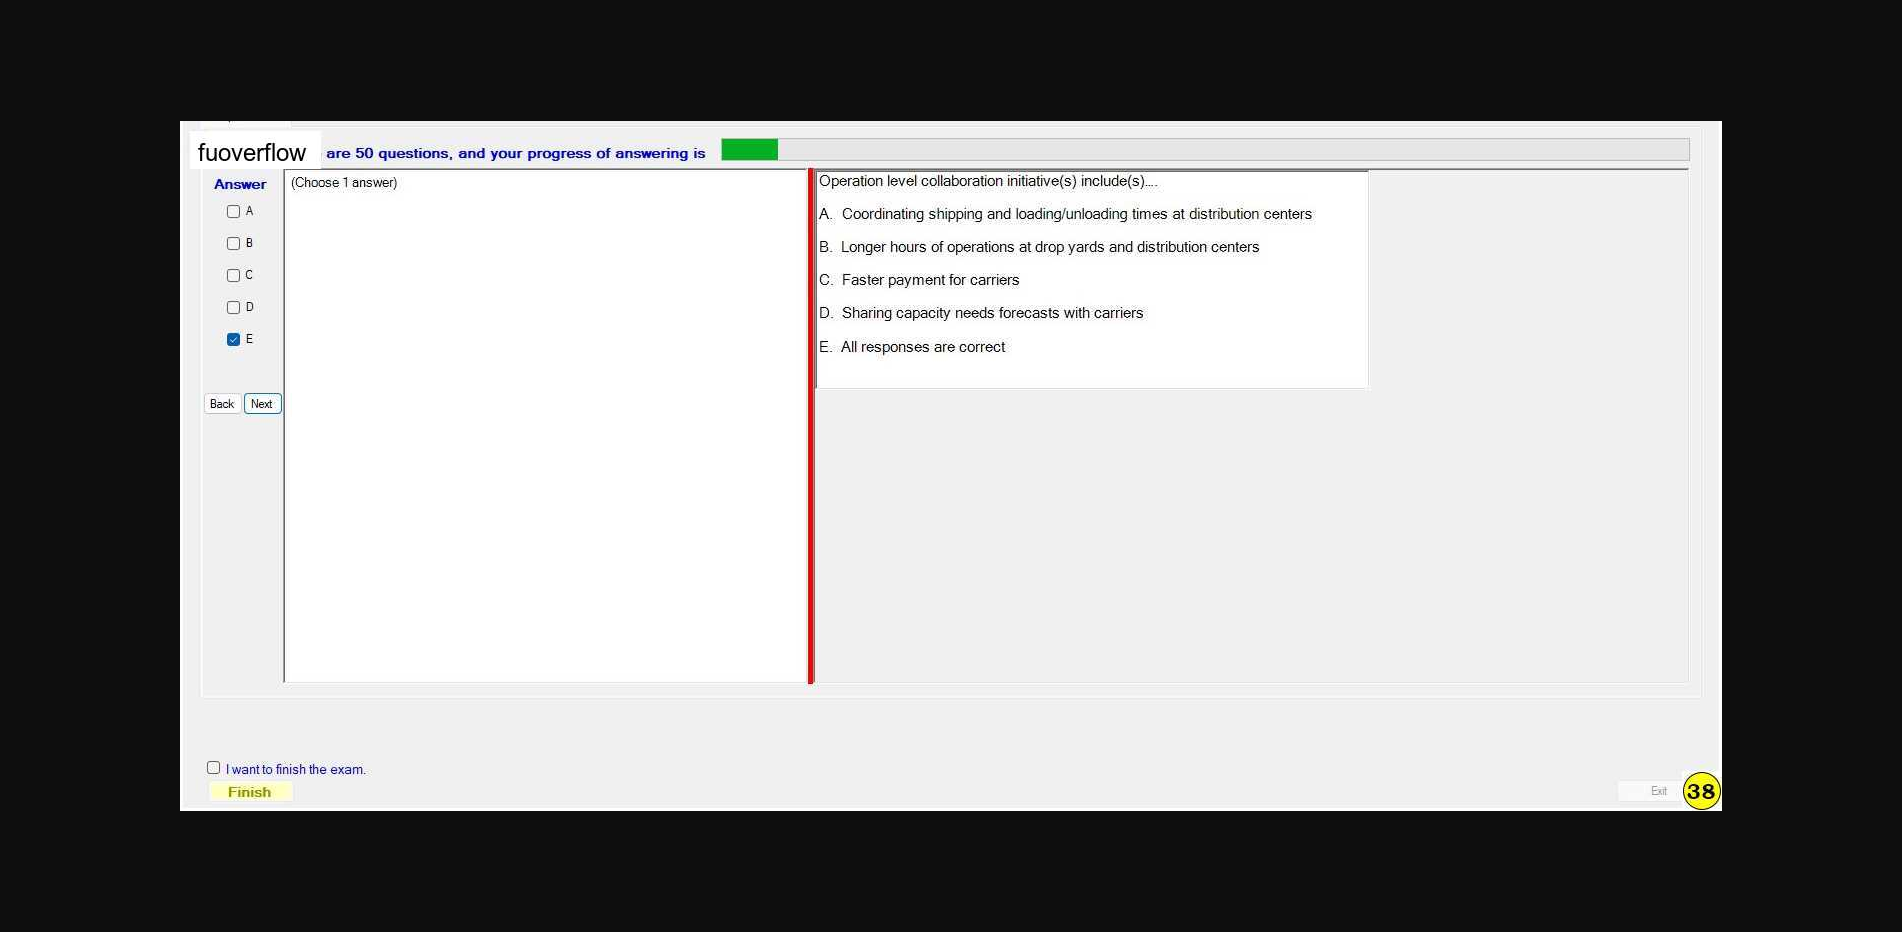 fuoverflow are 50 questions, and your progress of answering is
Answer
(Choose 1 answer)
A
B
C
D
E
Back Next
Operation level collaboration initiative(s) include(s)....
A. Coordinating shipping and loading/unloading times at distribution centers
B. Longer hours of operations at drop yards and distribution centers
C. Faster payment for carriers
D. Sharing capacity needs forecasts with carriers
E. All responses are correct
I want to finish the exam.
Finish
Exit
38